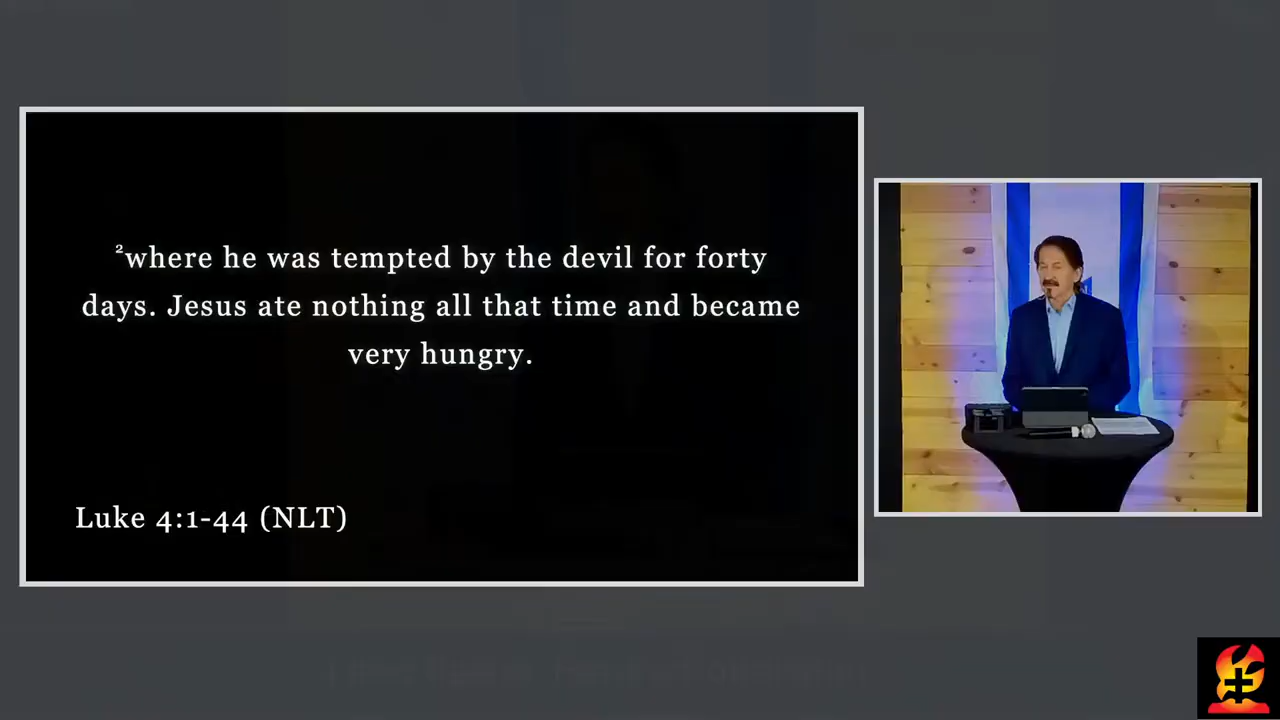 ²where he was tempted by the devil for forty
days. Jesus ate nothing all that time and became
very hungry.
Luke 4:1-44 (NLT)